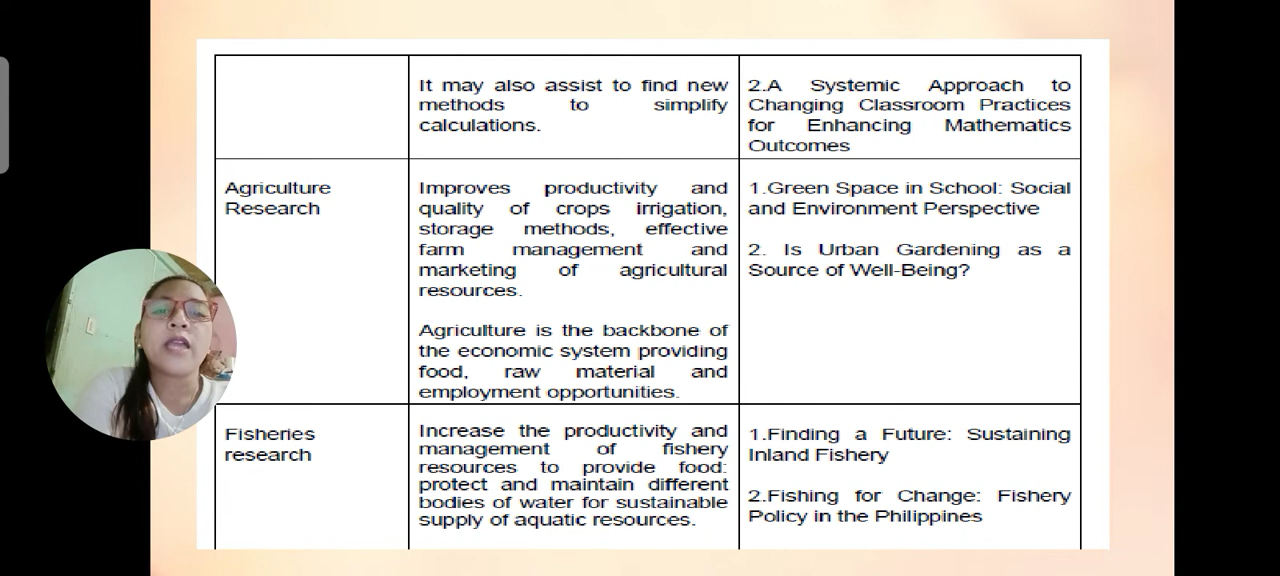 It may also assist to find new
methods to simplify
calculations.
2.A Systemic Approach to
Changing Classroom Practices
for Enhancing Mathematics
Outcomes
Agriculture
Research
Improves productivity and
quality of crops irrigation,
storage methods, effective
farm management and
marketing of agricultural
resources.
Agriculture is the backbone of
the economic system providing
food, raw material and
employment opportunities.
1.Green Space in School: Social
and Environment Perspective
2. Is Urban Gardening as a
Source of Well-Being?
Fisheries
research
Increase the productivity and
management of fishery
resources to provide food:
protect and maintain different
bodies of water for sustainable
supply of aquatic resources.
1.Finding a Future: Sustaining
Inland Fishery
2.Fishing for Change: Fishery
Policy in the Philippines